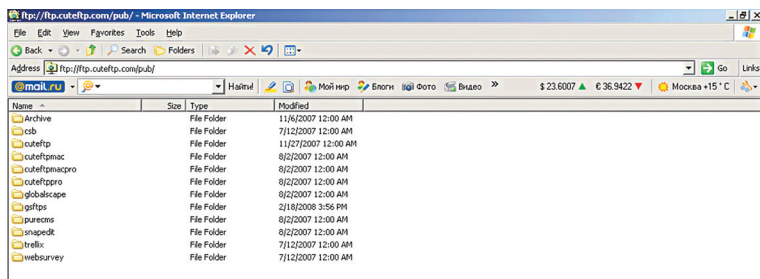 ftp://ftp.cuteftp.com/pub/ - Microsoft Internet Explorer
File Edit View Favorites Tools Help
Back Search Folders
Address ftp://ftp.cuteftp.com/pub/ Go Links
@mail.ru Найти! Мой мир Блоги Фото Видео » $ 23.6007 ▲ € 36.9422 ▼ Москва +15 °C
Name Size Type Modified
Archive File Folder 11/6/2007 12:00 AM
csb File Folder 7/12/2007 12:00 AM
cuteftp File Folder 11/27/2007 12:00 AM
cuteftpmac File Folder 8/2/2007 12:00 AM
cuteftpmacpro File Folder 8/2/2007 12:00 AM
cuteftppro File Folder 8/2/2007 12:00 AM
globalscape File Folder 8/2/2007 12:00 AM
gsftps File Folder 2/18/2008 3:56 PM
purecms File Folder 8/2/2007 12:00 AM
snapedit File Folder 8/2/2007 12:00 AM
trellix File Folder 7/12/2007 12:00 AM
websurvey File Folder 7/12/2007 12:00 AM